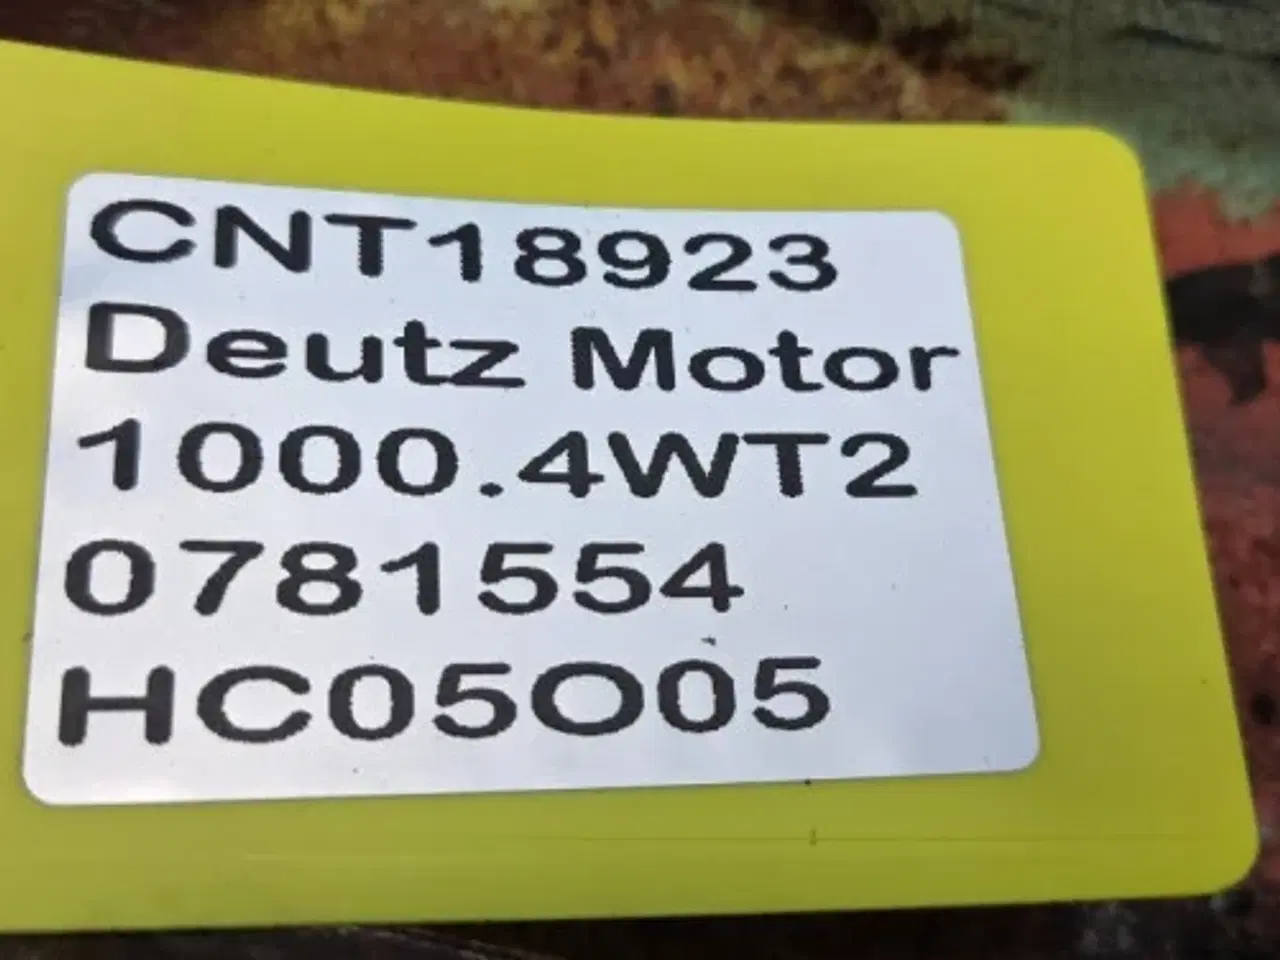 CNT18923
Deutz Motor
1000.4WT2
0781554
HC05O05